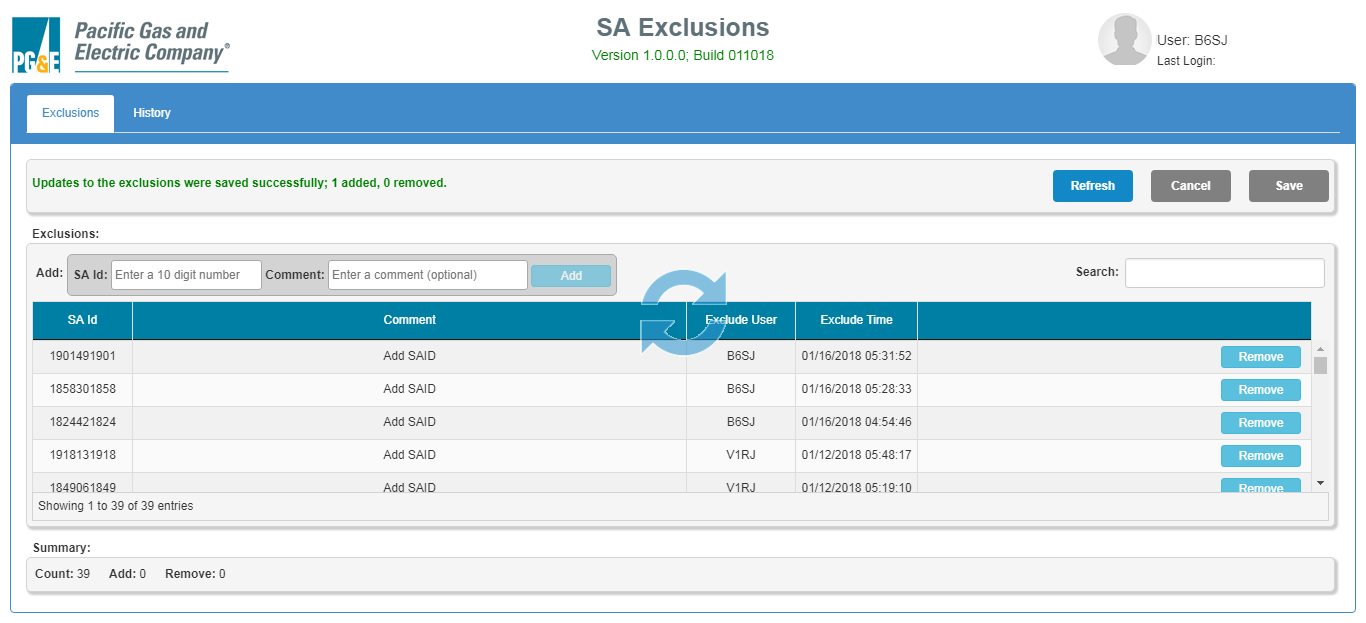 PG&E Pacific Gas and
Electric Company®
SA Exclusions
Version 1.0.0.0; Build 011018
User: B6SJ
Last Login:
Exclusions History
Updates to the exclusions were saved successfully; 1 added, 0 removed.
Refresh Cancel Save
Exclusions:
Add: SA Id: Enter a 10 digit number Comment: Enter a comment (optional) Add Search:
SA Id Comment Exclude User Exclude Time
1901491901 Add SAID B6SJ 01/16/2018 05:31:52 Remove
1858301858 Add SAID B6SJ 01/16/2018 05:28:33 Remove
1824421824 Add SAID B6SJ 01/16/2018 04:54:46 Remove
1918131918 Add SAID V1RJ 01/12/2018 05:48:17 Remove
1849061849 Add SAID V1RJ 01/12/2018 05:19:10 Remove
Showing 1 to 39 of 39 entries
Summary:
Count: 39 Add: 0 Remove: 0